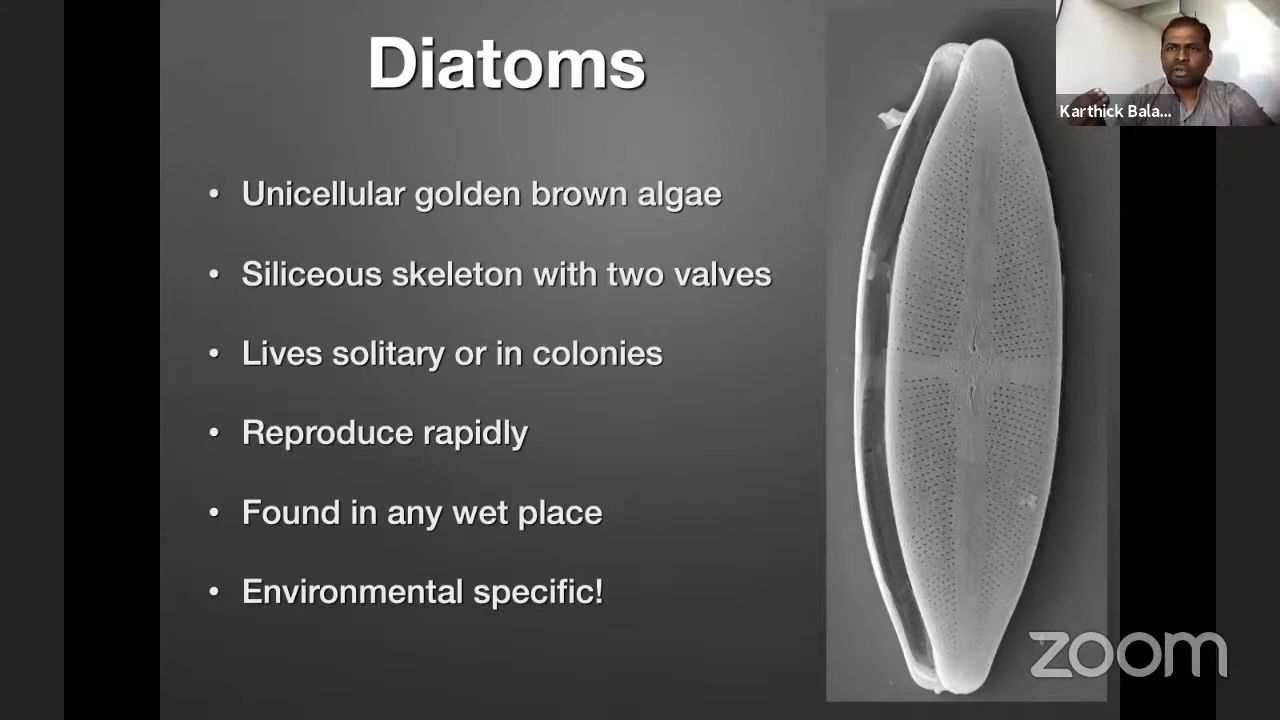 Diatoms
Karthick Bala...
• Unicellular golden brown algae
• Siliceous skeleton with two valves
• Lives solitary or in colonies
• Reproduce rapidly
• Found in any wet place
• Environmental specific!
zoom